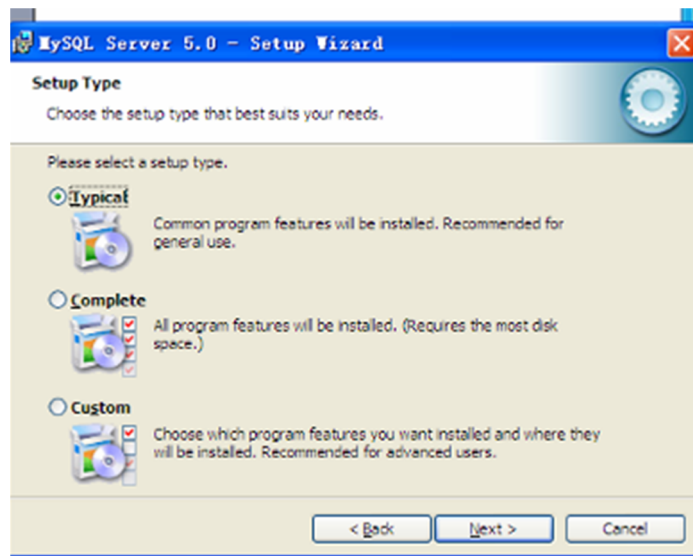 MySQL Server 5.0 - Setup Wizard
Setup Type
Choose the setup type that best suits your needs.
Please select a setup type.
Typical
Common program features will be installed. Recommended for
general use.
Complete
All program features will be installed. (Requires the most disk
space.)
Custom
Choose which program features you want installed and where they
will be installed. Recommended for advanced users.
< Back
Next >
Cancel